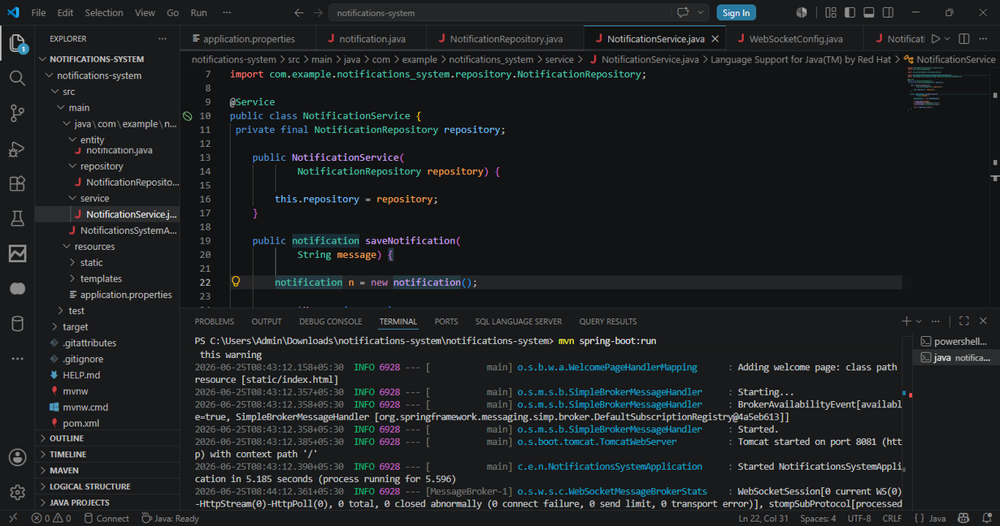 File Edit Selection View Go Run ··· notifications-system Sign In
EXPLORER ···
NOTIFICATIONS-SYSTEM
notifications-system
src
main
java\com\example\n...
entity
notification.java
repository
NotificationReposito...
service
NotificationService.j...
NotificationsSystemA...
resources
static
templates
application.properties
test
target
.gitattributes
.gitignore
HELP.md
mvnw
mvnw.cmd
pom.xml
OUTLINE
TIMELINE
MAVEN
LOGICAL STRUCTURE
JAVA PROJECTS
application.properties notification.java NotificationRepository.java NotificationService.java WebSocketConfig.java Notificati
notifications-system > src > main > java > com > example > notifications_system > service > NotificationService.java > Language Support for Java(TM) by Red Hat > NotificationService
7 import com.example.notifications_system.repository.NotificationRepository;
8
9 @Service
10 public class NotificationService {
11 private final NotificationRepository repository;
12
13 public NotificationService(
14 NotificationRepository repository) {
15
16 this.repository = repository;
17 }
18
19 public notification saveNotification(
20 String message) {
21
22 notification n = new notification();
23
PROBLEMS OUTPUT DEBUG CONSOLE TERMINAL PORTS SQL LANGUAGE SERVER QUERY RESULTS
PS C:\Users\Admin\Downloads\notifications-system\notifications-system> mvn spring-boot:run
this warning
2026-06-25T08:43:12.158+05:30 INFO 6928 --- [ main] o.s.b.w.a.WelcomePageHandlerMapping : Adding welcome page: class path
resource [static/index.html]
2026-06-25T08:43:12.357+05:30 INFO 6928 --- [ main] o.s.m.s.b.SimpleBrokerMessageHandler : Starting...
2026-06-25T08:43:12.358+05:30 INFO 6928 --- [ main] o.s.m.s.b.SimpleBrokerMessageHandler : BrokerAvailabilityEvent[availabl
e=true, SimpleBrokerMessageHandler [org.springframework.messaging.simp.broker.DefaultSubscriptionRegistry@4a5eb613]]
2026-06-25T08:43:12.358+05:30 INFO 6928 --- [ main] o.s.m.s.b.SimpleBrokerMessageHandler : Started.
2026-06-25T08:43:12.385+05:30 INFO 6928 --- [ main] o.s.boot.tomcat.TomcatWebServer : Tomcat started on port 8081 (htt
p) with context path '/'
2026-06-25T08:43:12.390+05:30 INFO 6928 --- [ main] c.e.n.NotificationsSystemApplication : Started NotificationsSystemAppli
cation in 5.185 seconds (process running for 5.596)
2026-06-25T08:44:12.361+05:30 INFO 6928 --- [MessageBroker-1] o.s.w.s.c.WebSocketMessageBrokerStats : WebSocketSession[0 current WS(0)
-HttpStream(0)-HttpPoll(0), 0 total, 0 closed abnormally (0 connect failure, 0 send limit, 0 transport error)], stompSubProtocol[processed
powershell...
java notifica...
0 0 Connect Java: Ready Ln 22, Col 31 Spaces: 4 UTF-8 CRLF {} Java